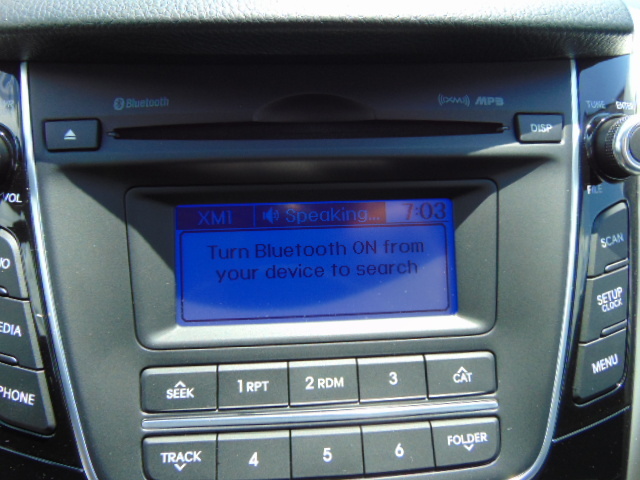 Bluetooth
((XM)) MP3
TUNE ENTER
DISP
VOL
FILE
XM1 Speaking... 7:03
Turn Bluetooth ON from
your device to search
SCAN
SETUP
CLOCK
MEDIA
MENU
PHONE
SEEK 1 RPT 2 RDM 3 CAT
TRACK 4 5 6 FOLDER